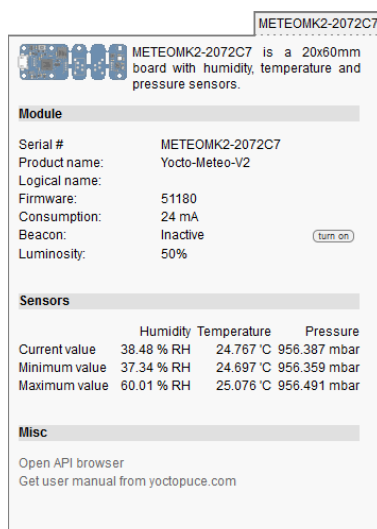 METEOMK2-2072C7
METEOMK2-2072C7 is a 20x60mm
board with humidity, temperature and
pressure sensors.
Module
Serial # METEOMK2-2072C7
Product name: Yocto-Meteo-V2
Logical name:
Firmware: 51180
Consumption: 24 mA
Beacon: Inactive turn on
Luminosity: 50%
Sensors
Humidity Temperature Pressure
Current value 38.48 % RH 24.767 'C 956.387 mbar
Minimum value 37.34 % RH 24.697 'C 956.359 mbar
Maximum value 60.01 % RH 25.076 'C 956.491 mbar
Misc
Open API browser
Get user manual from yoctopuce.com